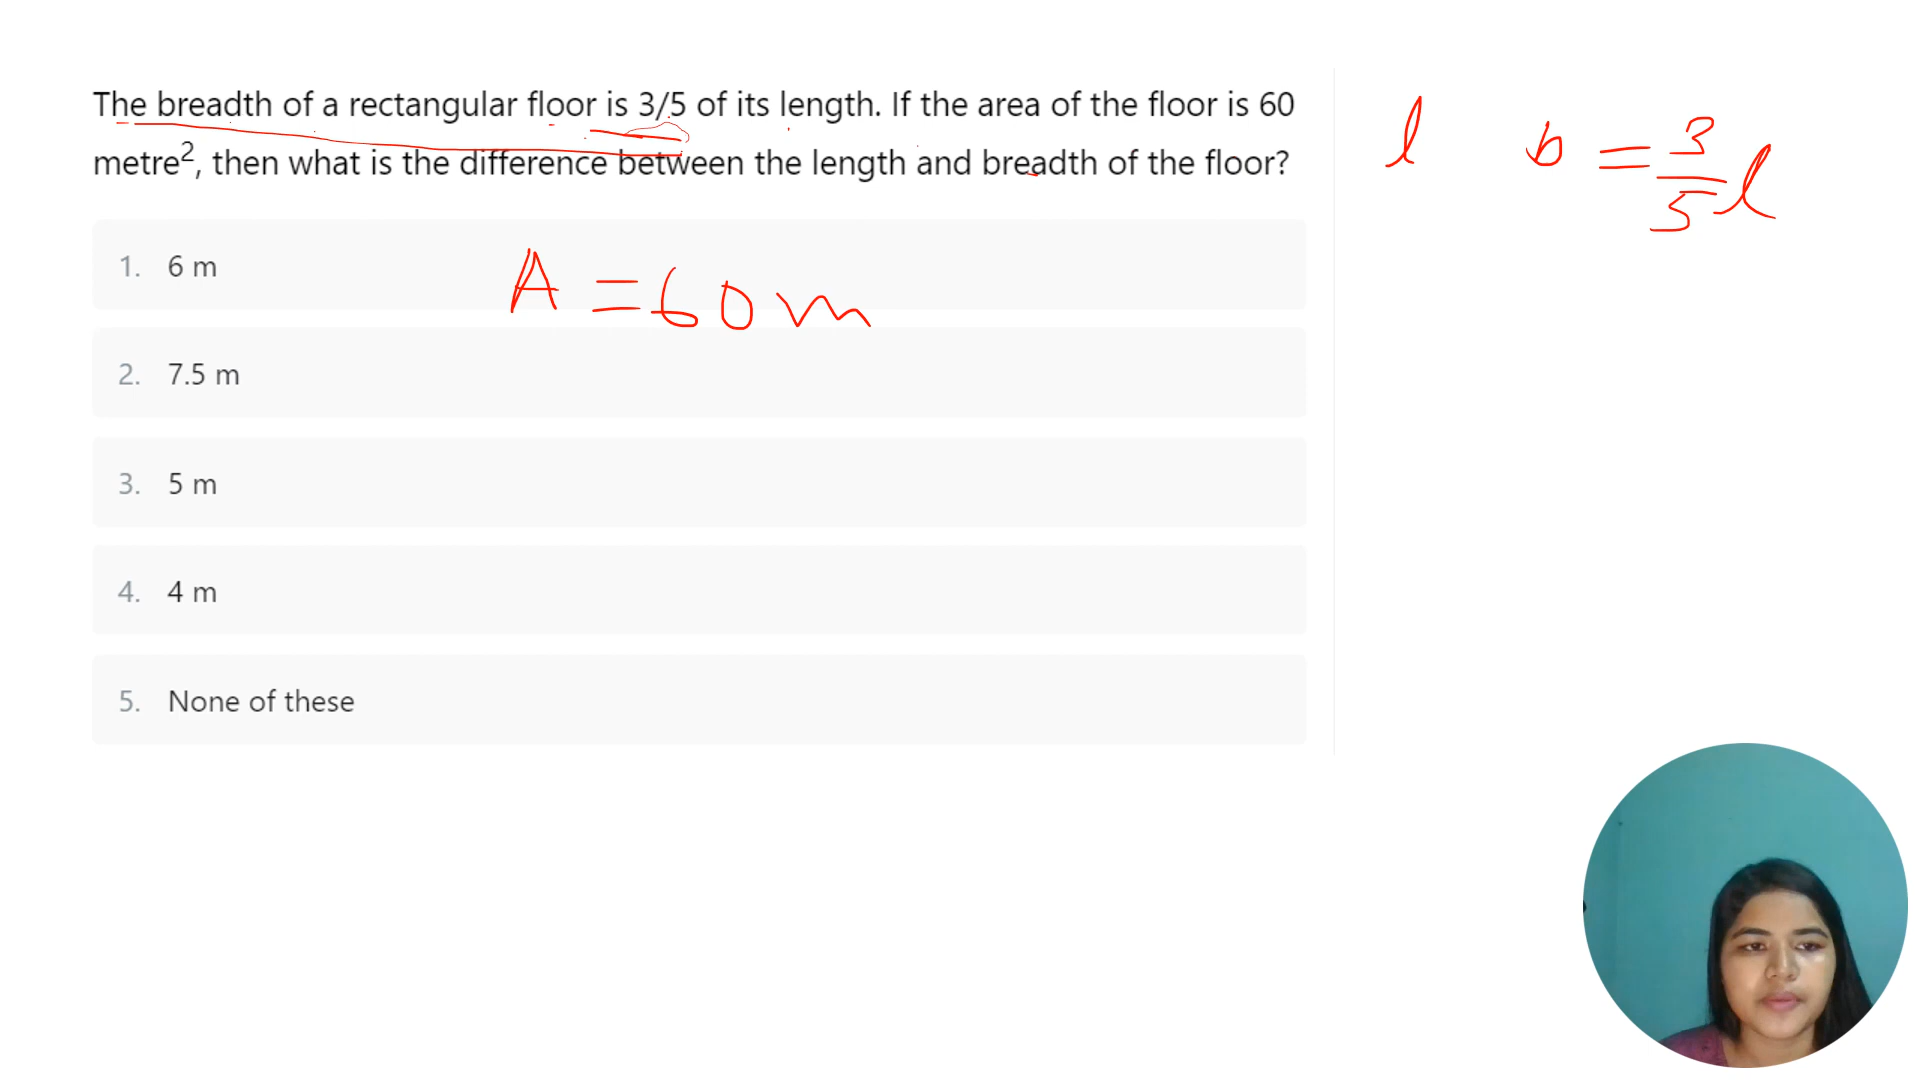 The breadth of a rectangular floor is 3/5 of its length. If the area of the floor is 60
metre², then what is the difference between the length and breadth of the floor?
l b = 3/5 l
1. 6 m
A = 60 m
2. 7.5 m
3. 5 m
4. 4 m
5. None of these